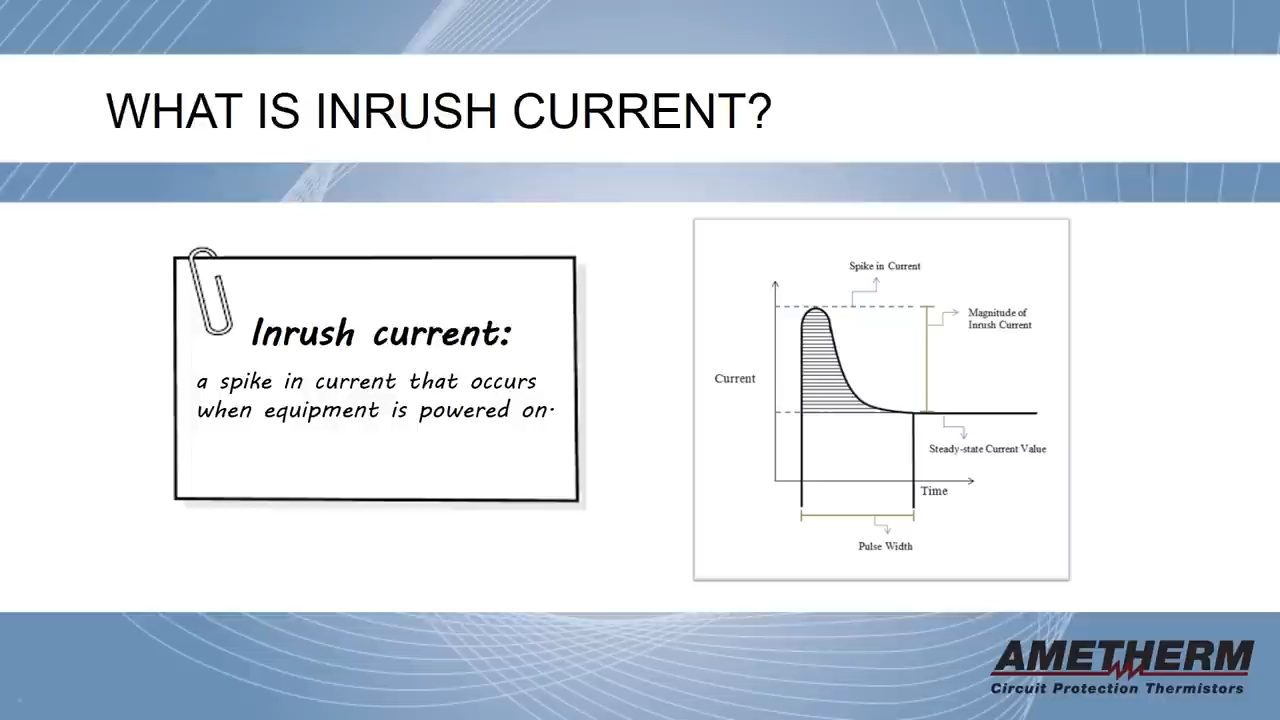 WHAT IS INRUSH CURRENT?
Inrush current:
a spike in current that occurs
when equipment is powered on.
Spike in Current
Magnitude of
Inrush Current
Current
Steady-state Current Value
Time
Pulse Width
AMETHERM
Circuit Protection Thermistors